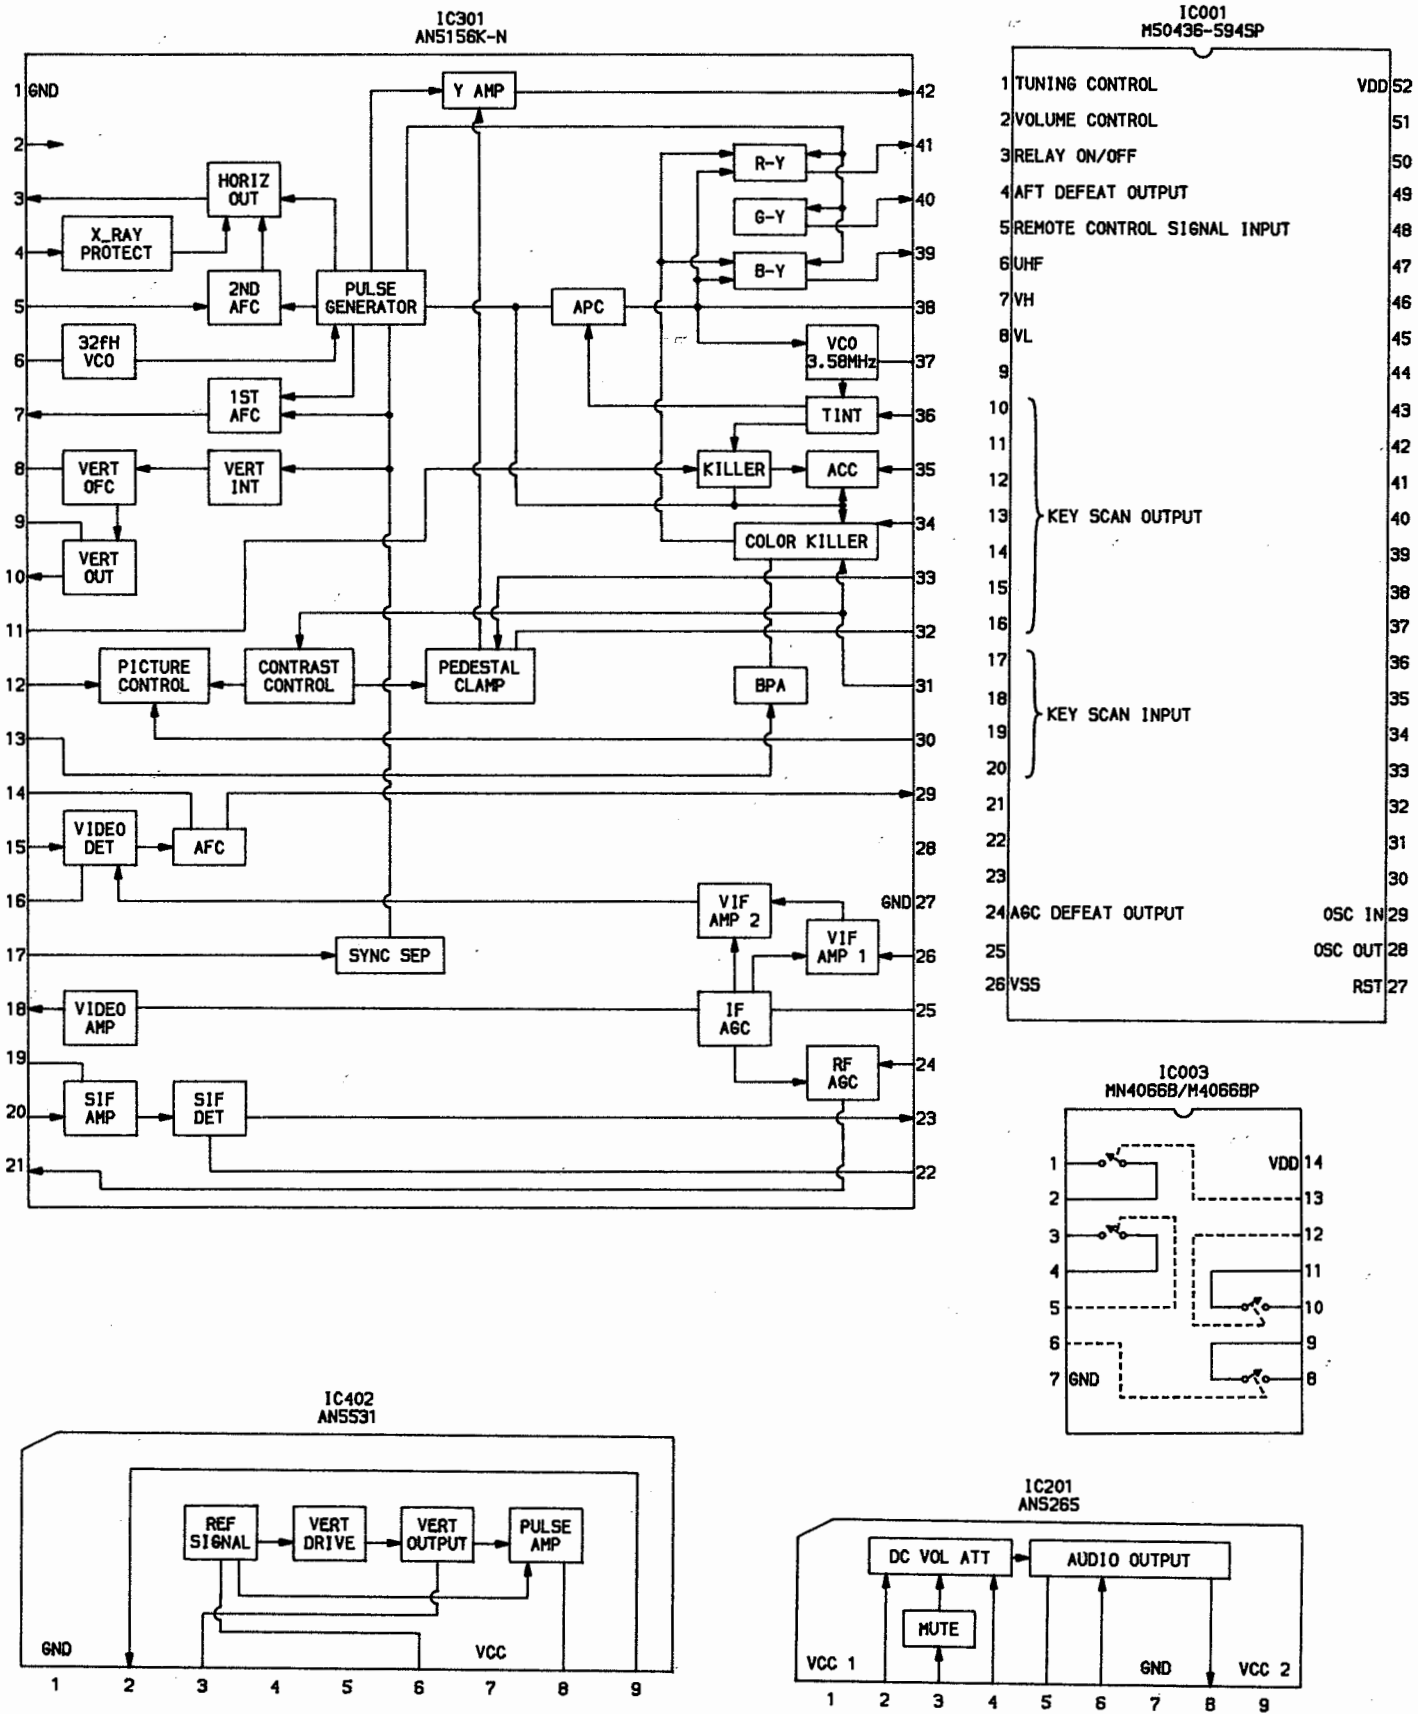 IC301
AN5156K-N
1 GND
2
3
4
5
6
7
8
9
10
11
12
13
14
15
16
17
18
19
20
21
42
41
40
39
38
37
36
35
34
33
32
31
30
29
28
GND 27
26
25
24
23
22
Y AMP
HORIZ
OUT
X_RAY
PROTECT
2ND
AFC
PULSE
GENERATOR
32fH
VCO
1ST
AFC
VERT
OFC
VERT
INT
VERT
OUT
R-Y
G-Y
B-Y
APC
VCO
3.58MHz
TINT
KILLER
ACC
COLOR KILLER
PICTURE
CONTROL
CONTRAST
CONTROL
PEDESTAL
CLAMP
BPA
VIDEO
DET
AFC
VIF
AMP 2
VIF
AMP 1
SYNC SEP
VIDEO
AMP
IF
AGC
RF
AGC
SIF
AMP
SIF
DET
IC001
M50436-594SP
1 TUNING CONTROL
2 VOLUME CONTROL
3 RELAY ON/OFF
4 AFT DEFEAT OUTPUT
5 REMOTE CONTROL SIGNAL INPUT
6 UHF
7 VH
8 VL
9
10
11
12
13
14
15
16
KEY SCAN OUTPUT
17
18
19
20
KEY SCAN INPUT
21
22
23
24 AGC DEFEAT OUTPUT
25
26 VSS
VDD 52
51
50
49
48
47
46
45
44
43
42
41
40
39
38
37
36
35
34
33
32
31
30
OSC IN 29
OSC OUT 28
RST 27
IC003
MN4066B/M4066BP
1
2
3
4
5
6
7 GND
VDD 14
13
12
11
10
9
8
IC402
AN5531
REF
SIGNAL
VERT
DRIVE
VERT
OUTPUT
PULSE
AMP
GND
VCC
1 2 3 4 5 6 7 8 9
IC201
AN5265
DC VOL ATT
AUDIO OUTPUT
MUTE
VCC 1
GND
VCC 2
1 2 3 4 5 6 7 8 9